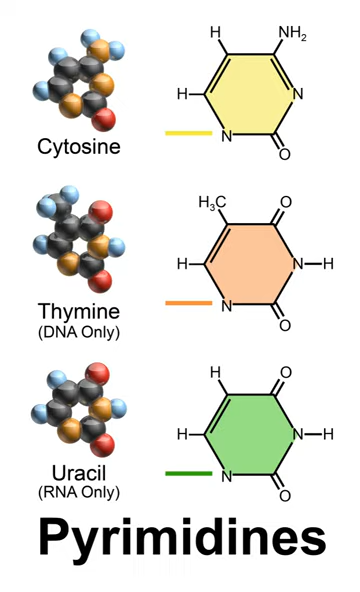 H
NH₂
H
N
N
O
Cytosine
H₃C
O
H
N
H
N
O
Thymine
(DNA Only)
H
O
H
N
H
N
O
Uracil
(RNA Only)
Pyrimidines